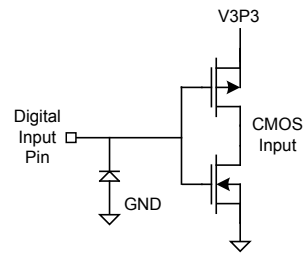 V3P3
Digital
Input
Pin
CMOS
Input
GND